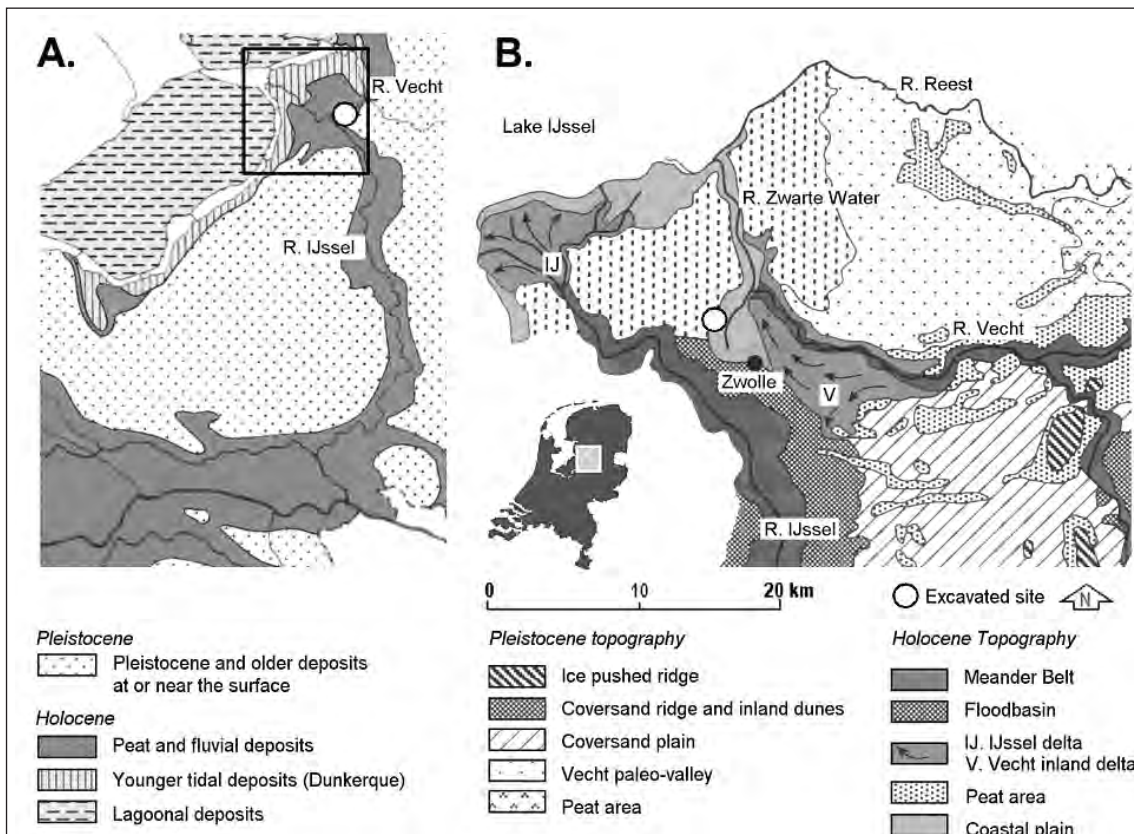 A.
R. Vecht
R. IJssel
B.
R. Reest
Lake IJssel
R. Zwarte Water
IJ
R. Vecht
Zwolle
V
R. IJssel
0 10 20 km
Excavated site N
Pleistocene
Pleistocene and older deposits
at or near the surface
Holocene
Peat and fluvial deposits
Younger tidal deposits (Dunkerque)
Lagoonal deposits
Pleistocene topography
Ice pushed ridge
Coversand ridge and inland dunes
Coversand plain
Vecht paleo-valley
Peat area
Holocene Topography
Meander Belt
Floodbasin
IJ. IJssel delta
V. Vecht inland delta
Peat area
Coastal plain